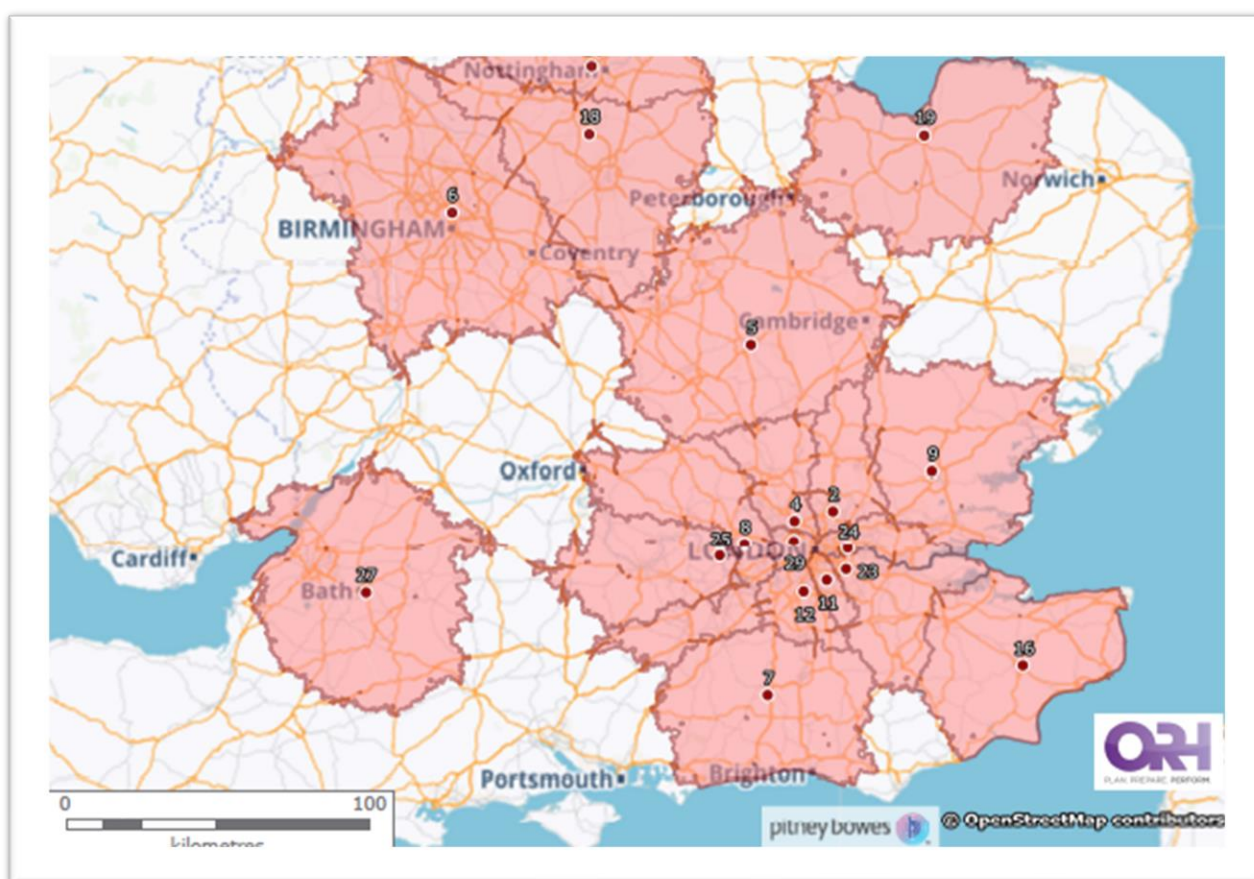 Nottingham
18
19
Norwich
Peterborough
6
BIRMINGHAM
Coventry
Cambridge
5
Oxford
9
4
2
25
8
24
LONDON
Cardiff
29
23
27
Bath
12
11
16
7
ORH
PLAN. PREPARE. PERFORM.
Portsmouth
Brighton
0
100
kilometres
pitney bowes
© OpenStreetMap contributors